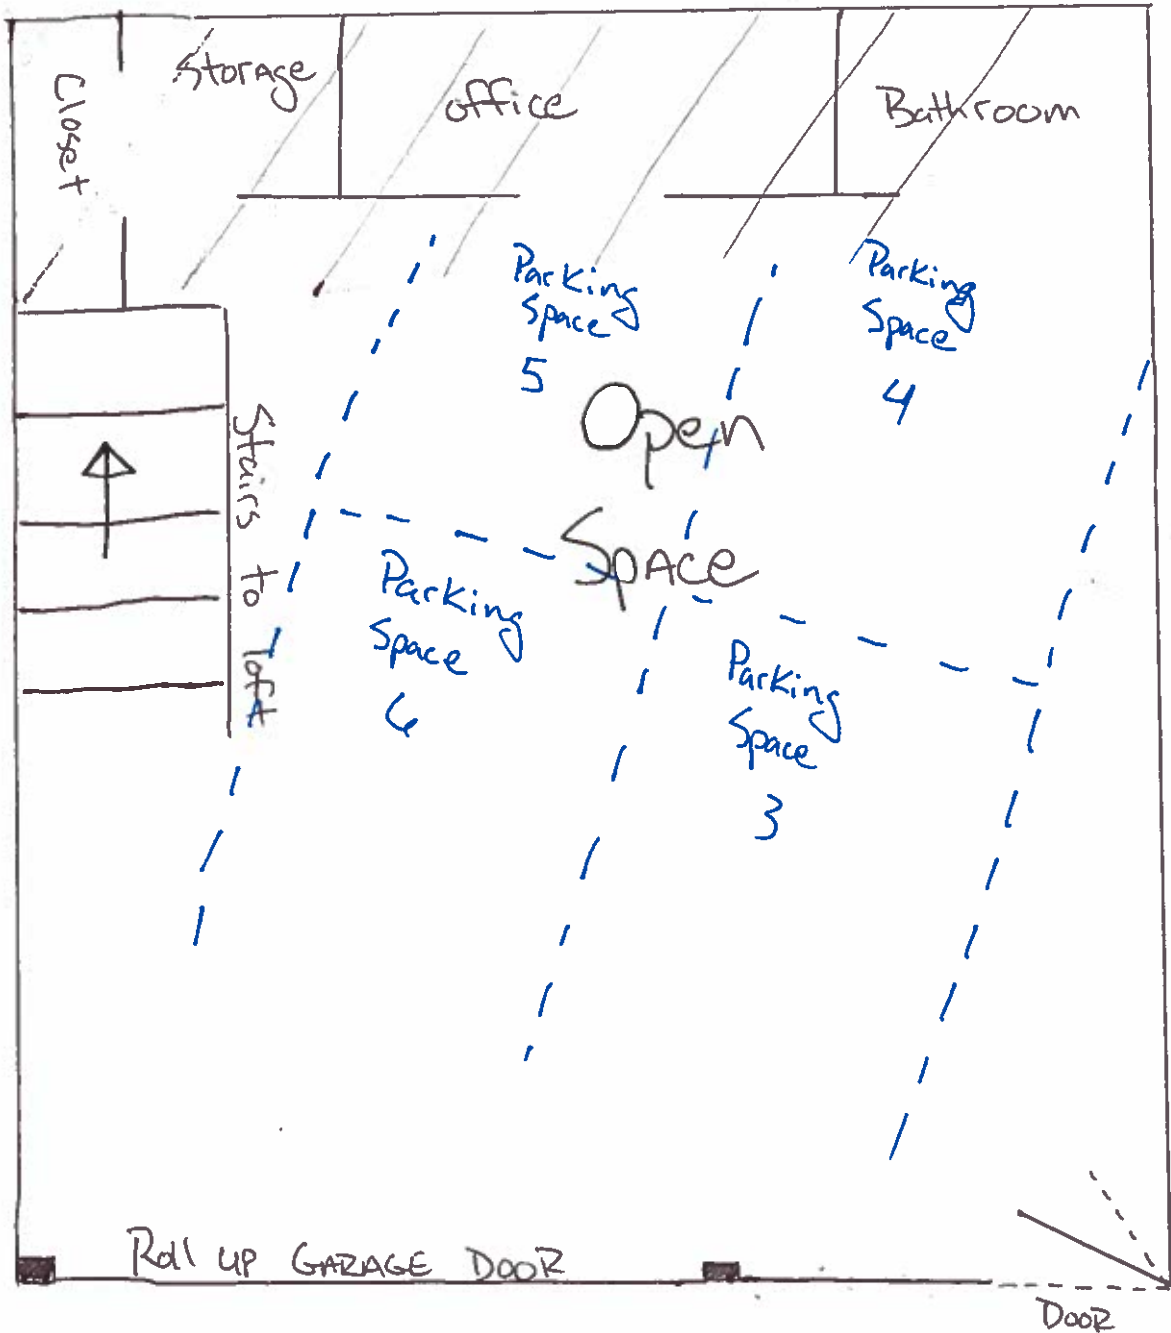 Closet
Storage
office
Bathroom
Parking
Space
5
Parking
Space
4
Open
Space
Stairs to loft
Parking
Space
6
Parking
Space
3
Roll UP GARAGE DOOR
DOOR